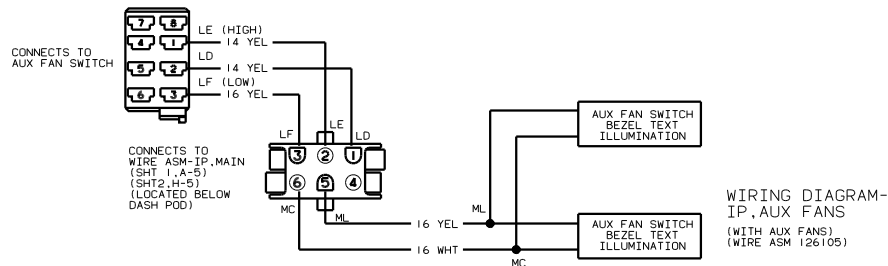 7 8
4 1
5 2
6 3
CONNECTS TO
AUX FAN SWITCH
LE (HIGH)
14 YEL
LD
14 YEL
LF (LOW)
16 YEL
LF
LE
LD
CONNECTS TO
WIRE ASM-IP,MAIN
(SHT 1,A-5)
(SHT2,H-5)
(LOCATED BELOW
DASH POD)
3 2 1
6 5 4
MC
ML
16 YEL
16 WHT
ML
MC
AUX FAN SWITCH
BEZEL TEXT
ILLUMINATION
AUX FAN SWITCH
BEZEL TEXT
ILLUMINATION
WIRING DIAGRAM-
IP,AUX FANS
(WITH AUX FANS)
(WIRE ASM 126105)